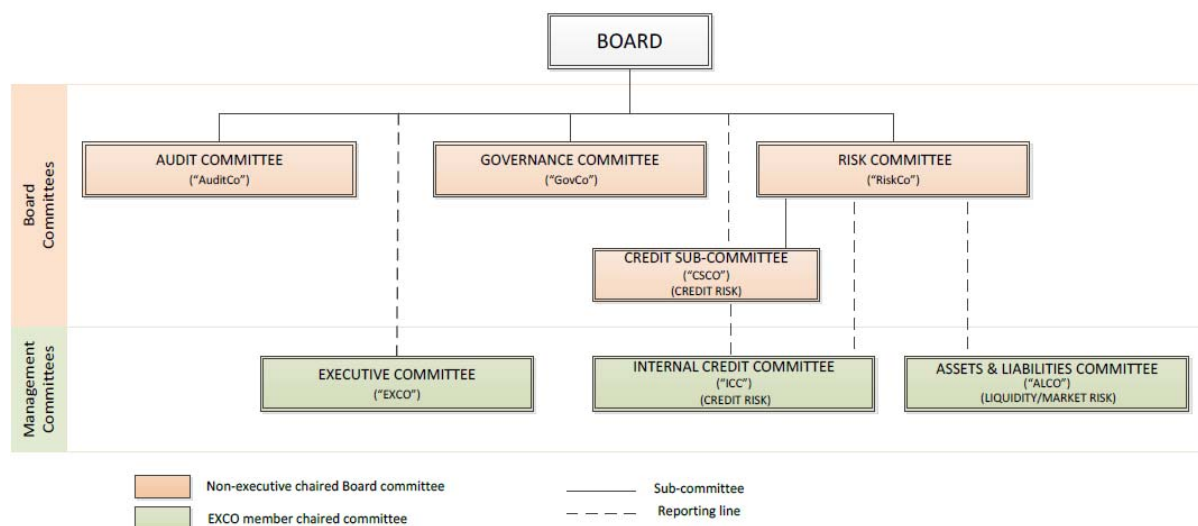 BOARD
Board
Committees
AUDIT COMMITTEE
(“AuditCo”)
GOVERNANCE COMMITTEE
(“GovCo”)
RISK COMMITTEE
(“RiskCo”)
CREDIT SUB-COMMITTEE
(“CSCO”)
(CREDIT RISK)
Management
Committees
EXECUTIVE COMMITTEE
(“EXCO”)
INTERNAL CREDIT COMMITTEE
(“ICC”)
(CREDIT RISK)
ASSETS & LIABILITIES COMMITTEE
(“ALCO”)
(LIQUIDITY/MARKET RISK)
Non-executive chaired Board committee
Sub-committee
EXCO member chaired committee
Reporting line